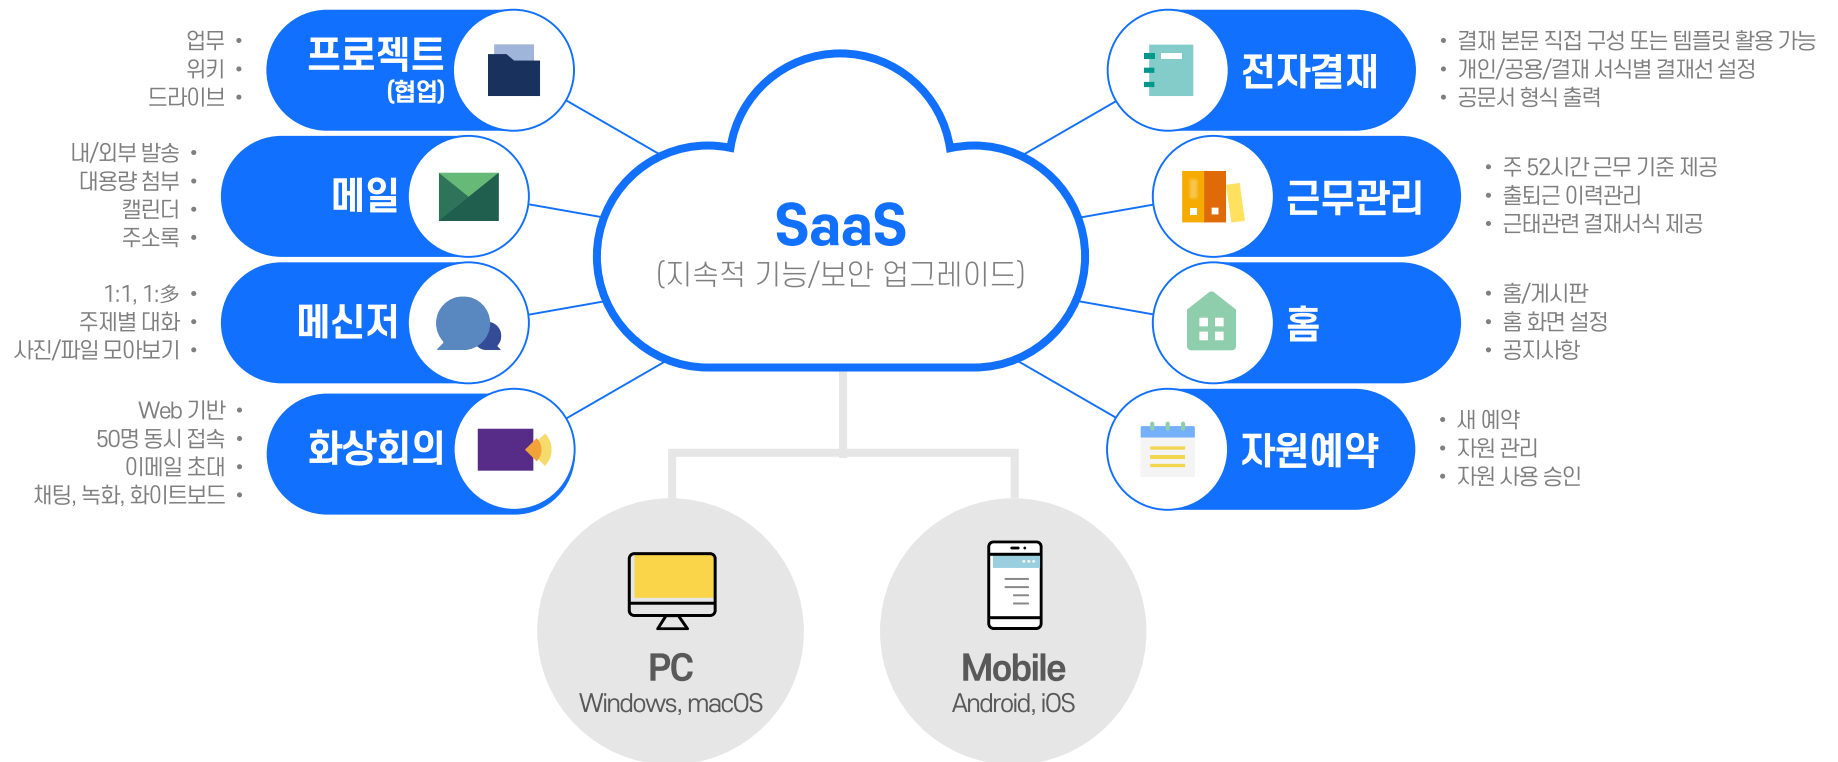 업무 •
위키 •
드라이브 •
프로젝트
(협업)
내/외부 발송 •
대용량 첨부 •
캘린더 •
주소록 •
메일
1:1, 1:多 •
주제별 대화 •
사진/파일 모아보기 •
메신저
Web 기반 •
50명 동시 접속 •
이메일 초대 •
채팅, 녹화, 화이트보드 •
화상회의
SaaS
(지속적 기능/보안 업그레이드)
전자결재
• 결재 본문 직접 구성 또는 템플릿 활용 가능
• 개인/공용/결재 서식별 결재선 설정
• 공문서 형식 출력
근무관리
• 주 52시간 근무 기준 제공
• 출퇴근 이력관리
• 근태관련 결재서식 제공
홈
• 홈/게시판
• 홈 화면 설정
• 공지사항
자원예약
• 새 예약
• 자원 관리
• 자원 사용 승인
PC
Windows, macOS
Mobile
Android, iOS